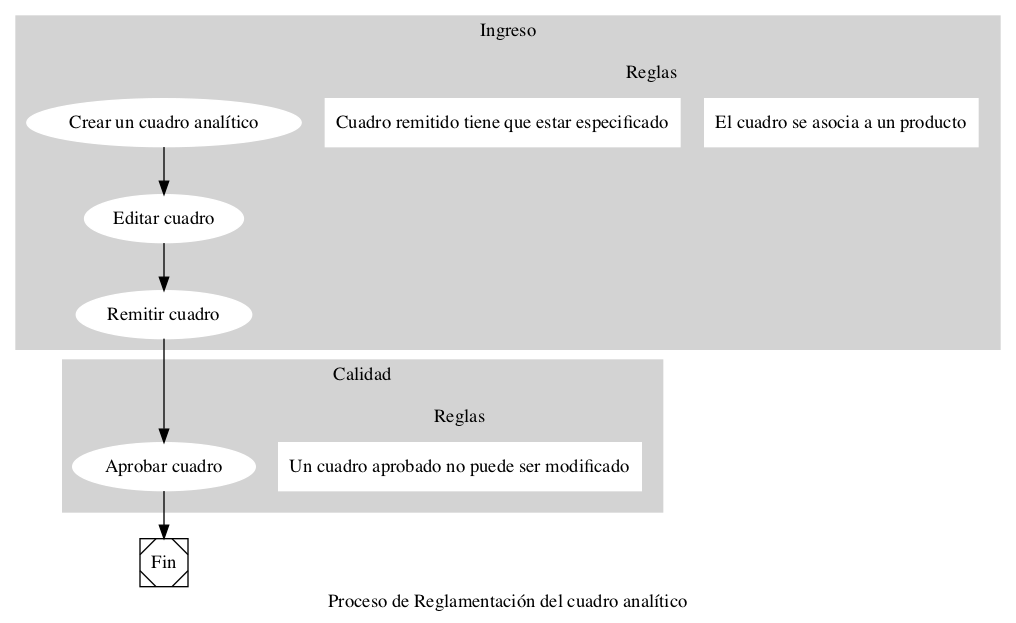 Ingreso
Reglas
Crear un cuadro analítico
Cuadro remitido tiene que estar especificado
El cuadro se asocia a un producto
Editar cuadro
Remitir cuadro
Calidad
Reglas
Aprobar cuadro
Un cuadro aprobado no puede ser modificado
Fin
Proceso de Reglamentación del cuadro analítico